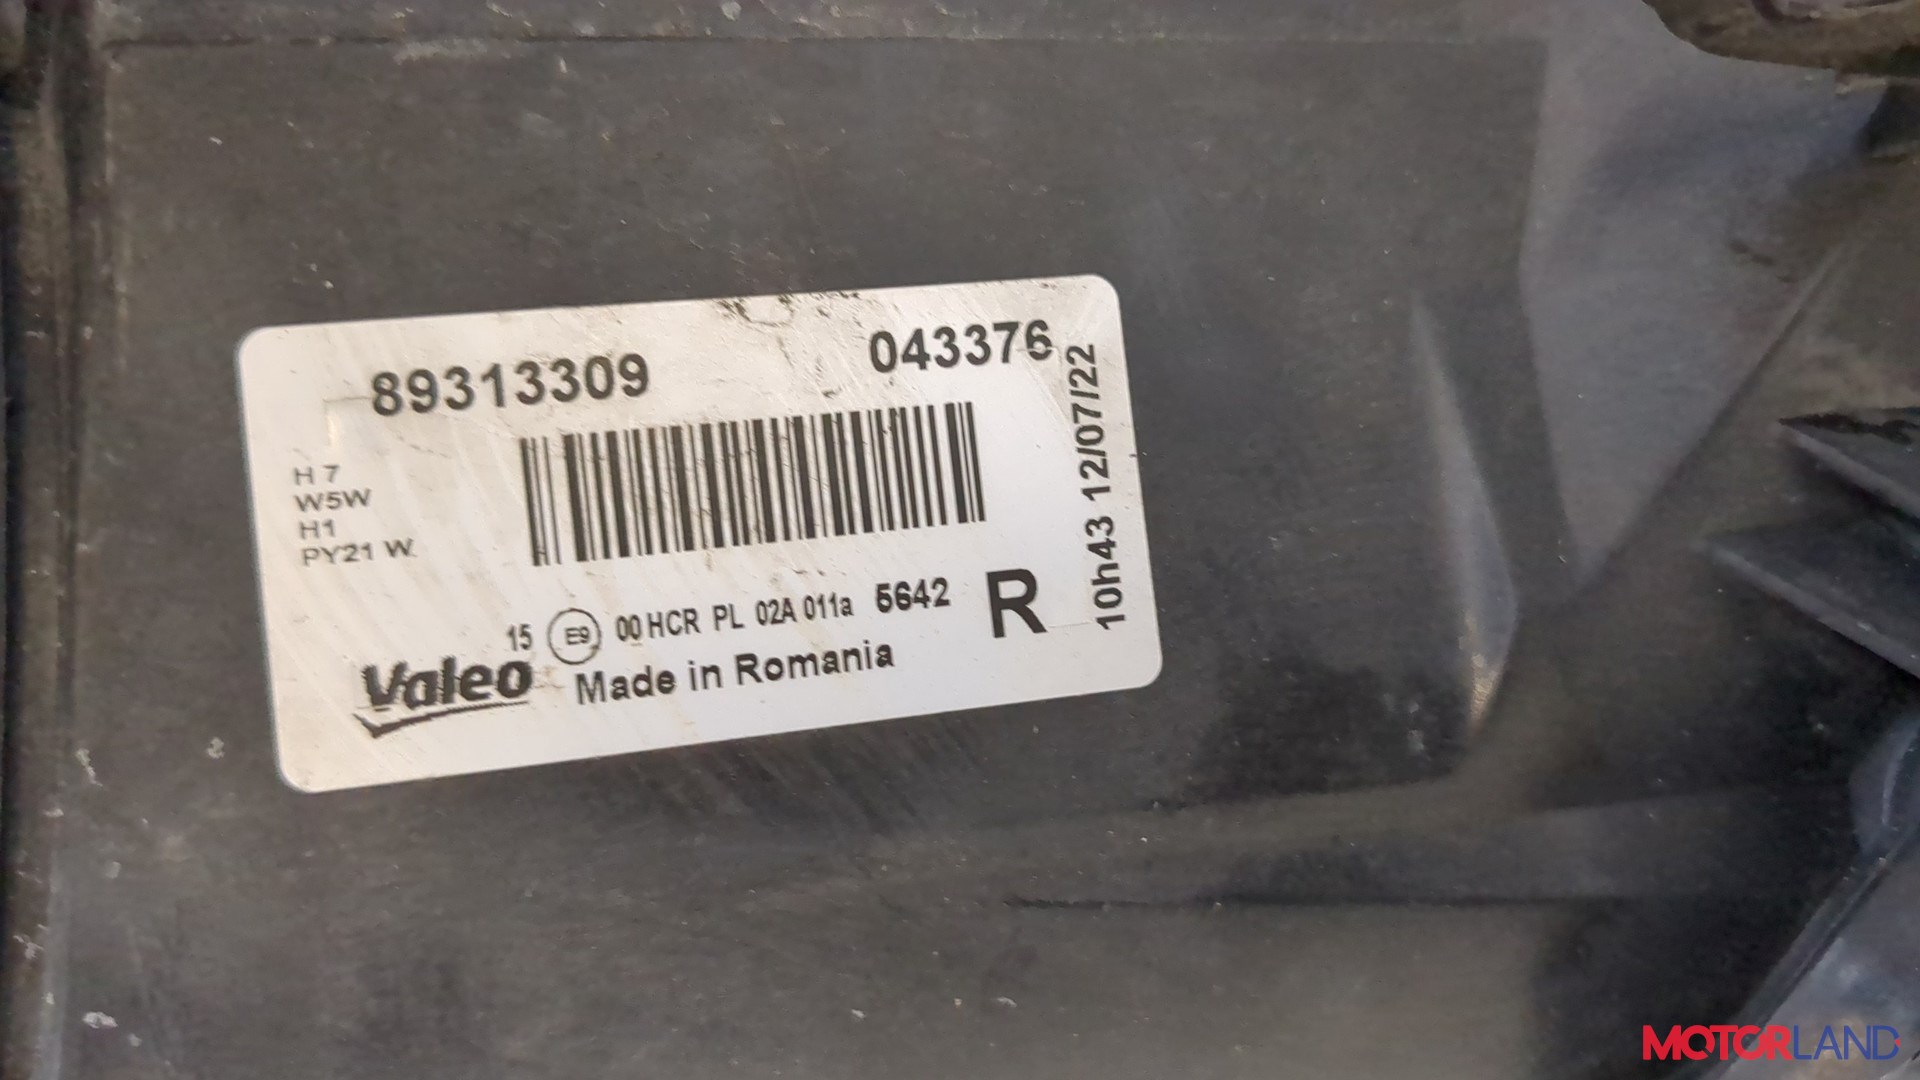 89313309
043376
10h43 12/07/22
H7
W5W
H1
PY21 W
15 E9 00 HCR PL 02A 011a 5642
R
Valeo
Made in Romania
MOTORLAND